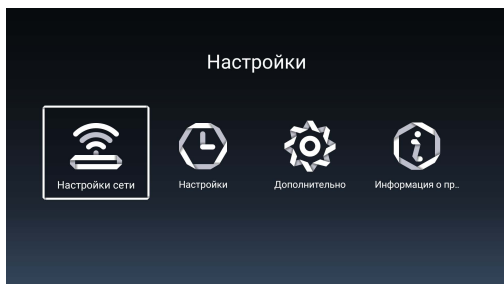 Настройки
Настройки сети
Настройки
Дополнительно
Информация о пр..